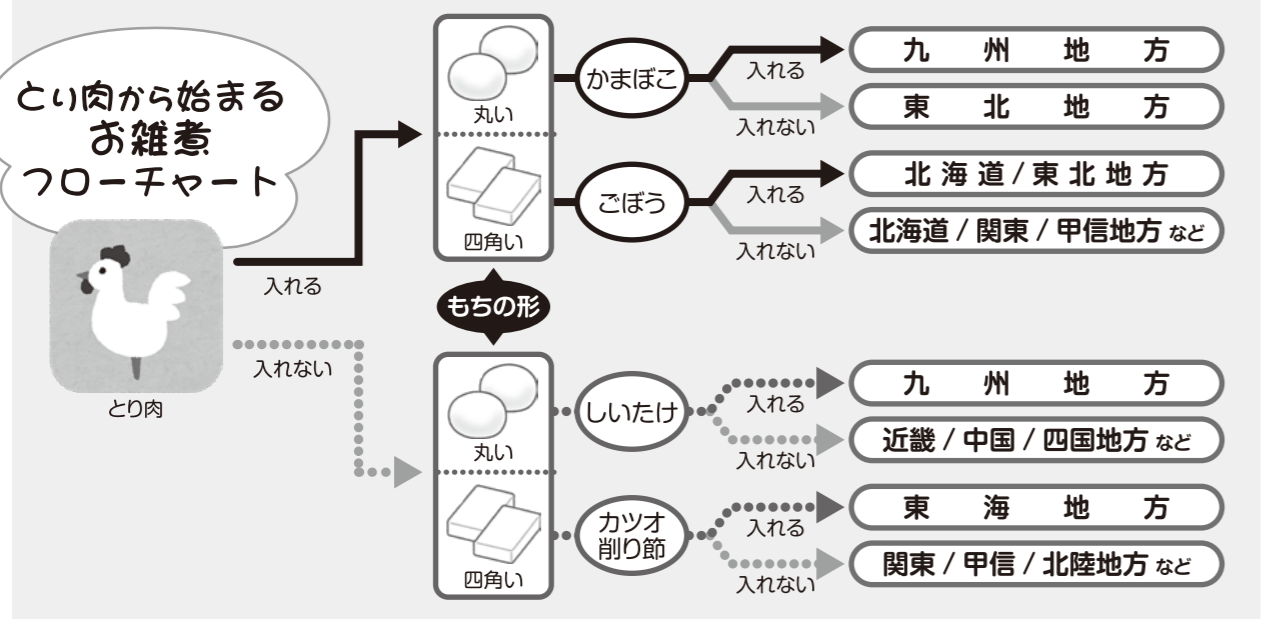 とり肉から始まる
お雑煮
フローチャート
とり肉
入れる
入れない
もちの形
丸い
四角い
かまぼこ
入れる
九州地方
入れない
東北地方
ごぼう
入れる
北海道/東北地方
入れない
北海道/関東/甲信地方など
丸い
四角い
しいたけ
入れる
九州地方
入れない
近畿/中国/四国地方など
カツオ
削り節
入れる
東海地方
入れない
関東/甲信/北陸地方など